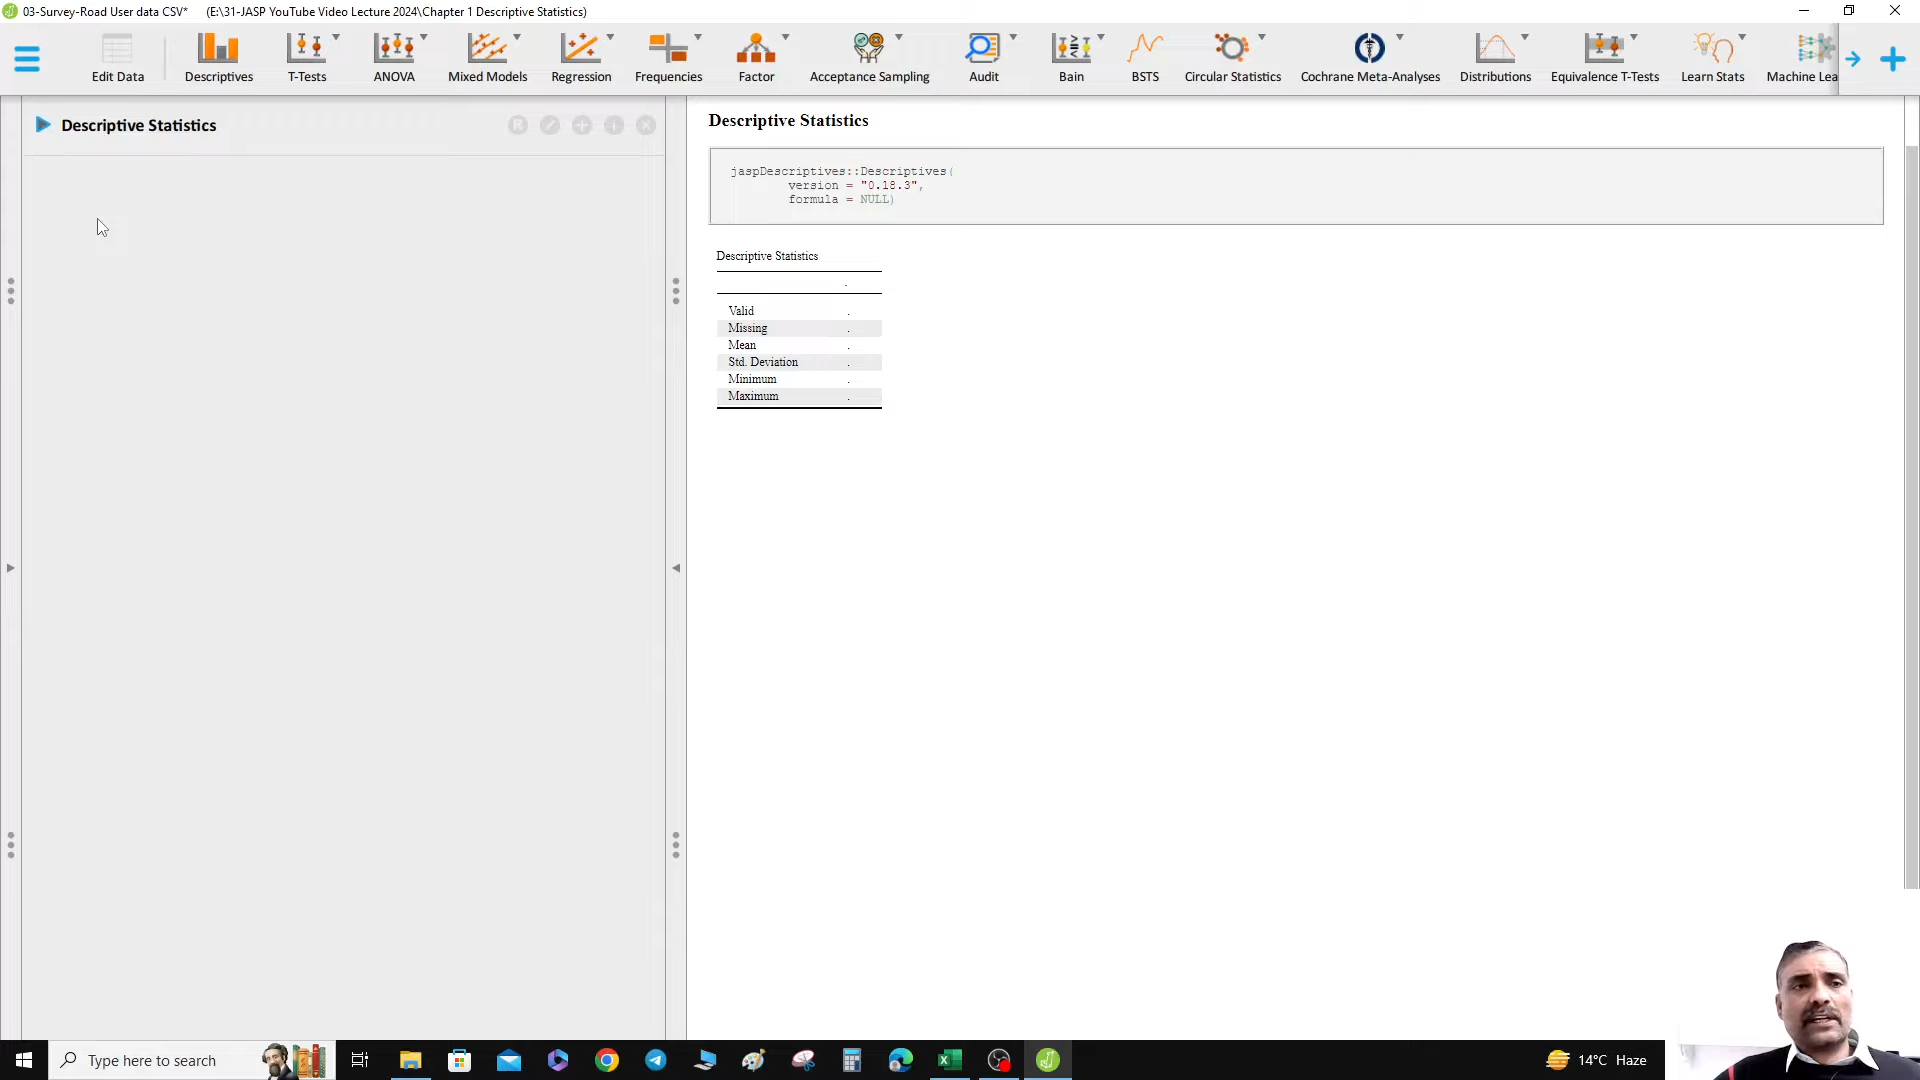 03-Survey-Road User data CSV* (E:\31-JASP YouTube Video Lecture 2024\Chapter 1 Descriptive Statistics)
Edit Data
Descriptives
T-Tests
ANOVA
Mixed Models
Regression
Frequencies
Factor
Acceptance Sampling
Audit
Bain
BSTS
Circular Statistics
Cochrane Meta-Analyses
Distributions
Equivalence T-Tests
Learn Stats
Machine Lea
Descriptive Statistics
R
i
Descriptive Statistics
jaspDescriptives::Descriptives(
version = "0.18.3",
formula = NULL)
Descriptive Statistics
.
Valid .
Missing .
Mean .
Std. Deviation .
Minimum .
Maximum .
Type here to search
14°C Haze